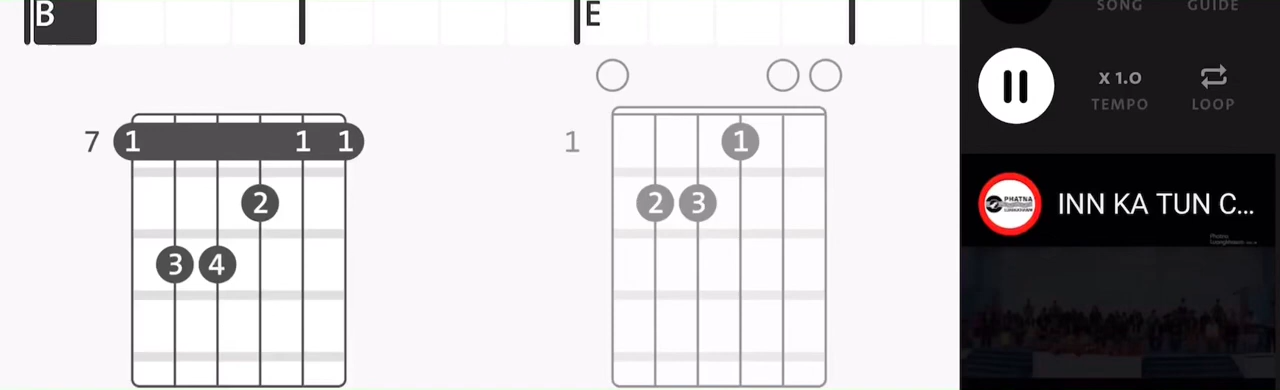 B E
SONG GUIDE
X 1.0
TEMPO LOOP
7 1 1 1
2
3 4
1 1
2 3
PHATNA
INN KA TUN C...